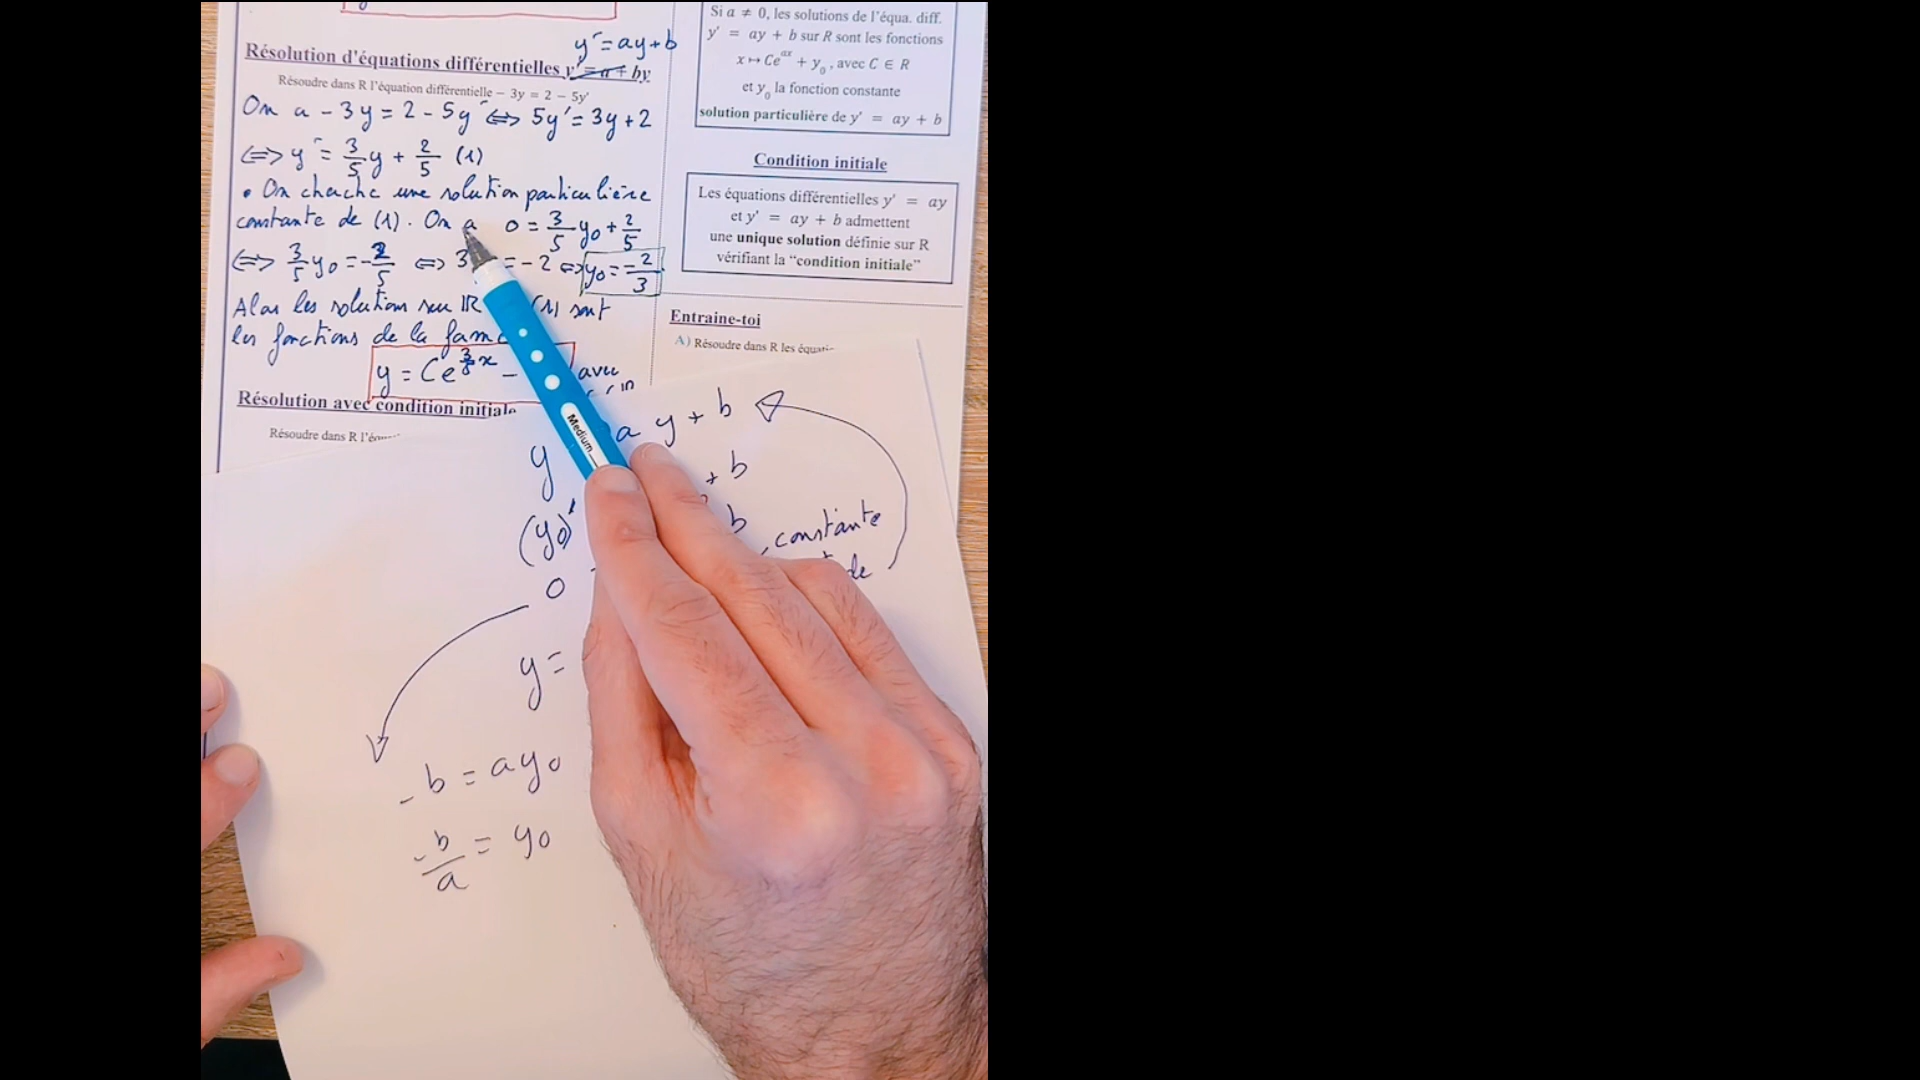 y' = ay + b
Résolution d'équations différentielles y' = a + by
Résoudre dans R l'équation différentielle − 3y = 2 − 5y'
On a - 3y = 2 - 5y' ⟺ 5y' = 3y + 2
⟺ y' = 3/5 y + 2/5 (1)
• On cherche une solution particulière
constante de (1). On a 0 = 3/5 y0 + 2/5
⟺ 3/5 y0 = -2/5 ⟺ 3 = -2 ⟺ y0 = -2/3
Alors les solutions sur ℝ (1) sont
les fonctions de la
y = Ce^(3/5 x) - avec
Résolution avec condition initiale
Résoudre dans R
Si a ≠ 0, les solutions de l'équa. diff.
y' = ay + b sur R sont les fonctions
x ↦ Ce^(ax) + y0, avec C ∈ R
et y0 la fonction constante
solution particulière de y' = ay + b
Condition initiale
Les équations différentielles y' = ay
et y' = ay + b admettent
une unique solution définie sur R
vérifiant la "condition initiale"
Entraine-toi
A) Résoudre dans R les
y a y + b
+ b
(y0)' b
, constante
0 de
y =
- b = a y0
- b/a = y0
Medium